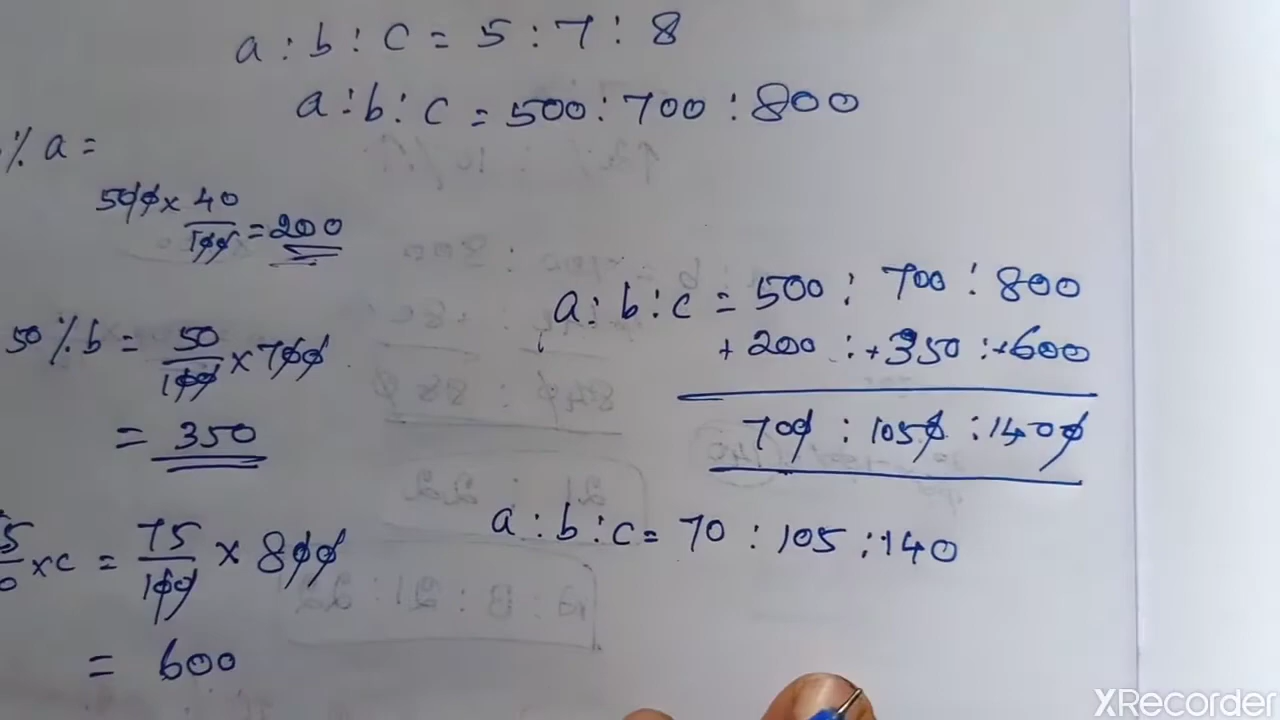 a : b : c = 5 : 7 : 8
a : b : c = 500 : 700 : 800
% a =
500 × 40/100 = 200
50 % b = 50/100 × 700
= 350
× c = 75/100 × 800
= 600
a : b : c = 500 : 700 : 800
+ 200 : + 350 : + 600
700 : 1050 : 1400
a : b : c = 70 : 105 : 140
XRecorder